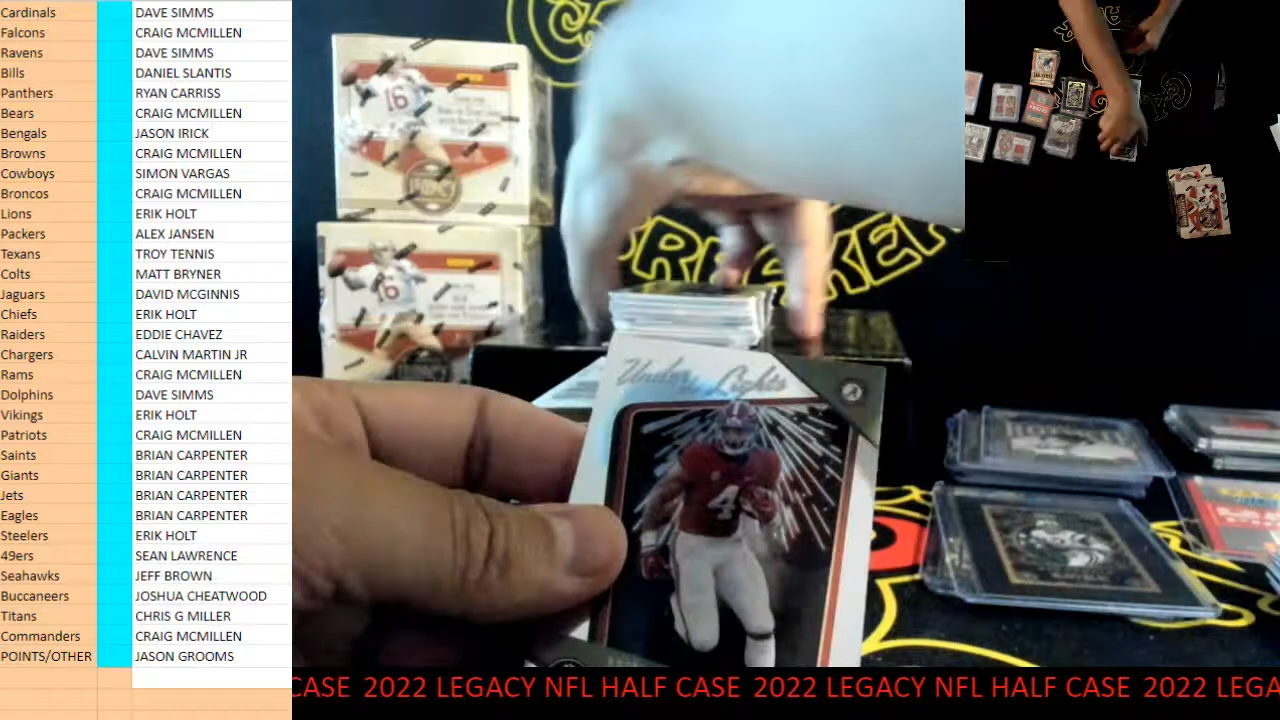 Cardinals DAVE SIMMS
Falcons CRAIG MCMILLEN
Ravens DAVE SIMMS
Bills DANIEL SLANTIS
Panthers RYAN CARRISS
Bears CRAIG MCMILLEN
Bengals JASON IRICK
Browns CRAIG MCMILLEN
Cowboys SIMON VARGAS
Broncos CRAIG MCMILLEN
Lions ERIK HOLT
Packers ALEX JANSEN
Texans TROY TENNIS
Colts MATT BRYNER
Jaguars DAVID MCGINNIS
Chiefs ERIK HOLT
Raiders EDDIE CHAVEZ
Chargers CALVIN MARTIN JR
Rams CRAIG MCMILLEN
Dolphins DAVE SIMMS
Vikings ERIK HOLT
Patriots CRAIG MCMILLEN
Saints BRIAN CARPENTER
Giants BRIAN CARPENTER
Jets BRIAN CARPENTER
Eagles BRIAN CARPENTER
Steelers ERIK HOLT
49ers SEAN LAWRENCE
Seahawks JEFF BROWN
Buccaneers JOSHUA CHEATWOOD
Titans CHRIS G MILLER
Commanders CRAIG MCMILLEN
POINTS/OTHER JASON GROOMS
16
16
Under Lights
4
CASE 2022 LEGACY NFL HALF CASE 2022 LEGACY NFL HALF CASE 2022 LEGA